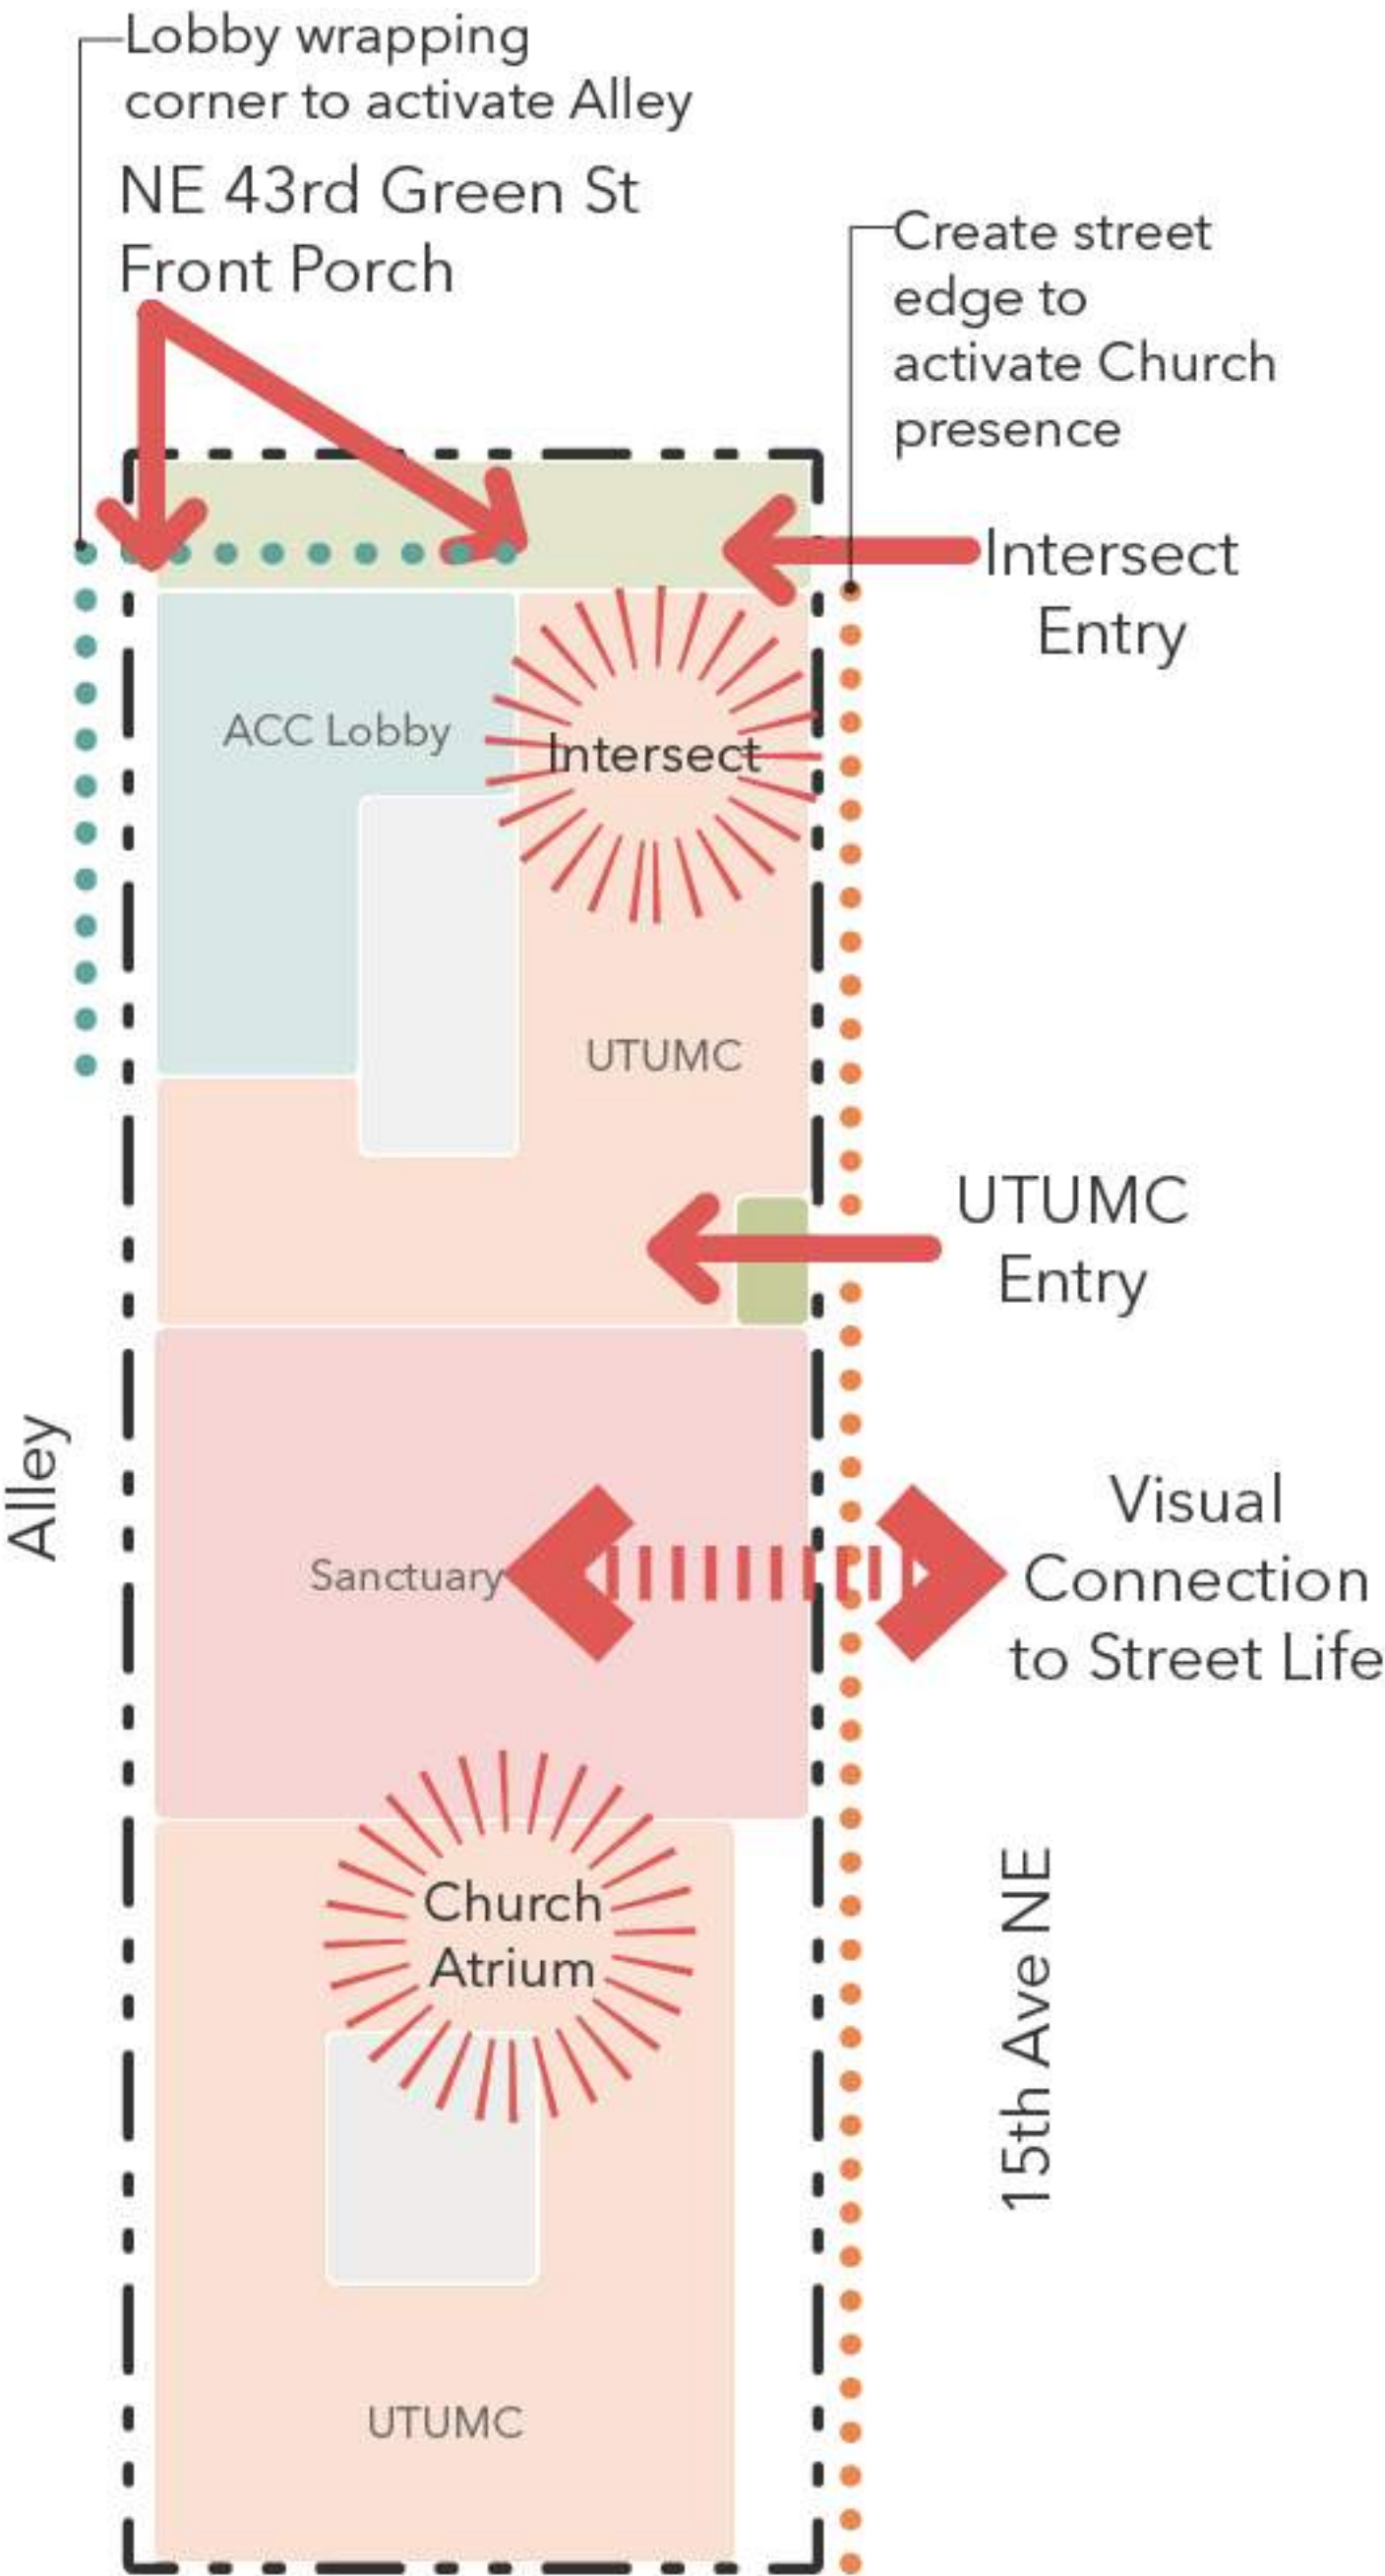 Lobby wrapping
corner to activate Alley
NE 43rd Green St
Front Porch
Create street
edge to
activate Church
presence
Intersect
Entry
ACC Lobby
Intersect
UTUMC
UTUMC
Entry
Alley
Sanctuary
Visual
Connection
to Street Life
Church
Atrium
15th Ave NE
UTUMC